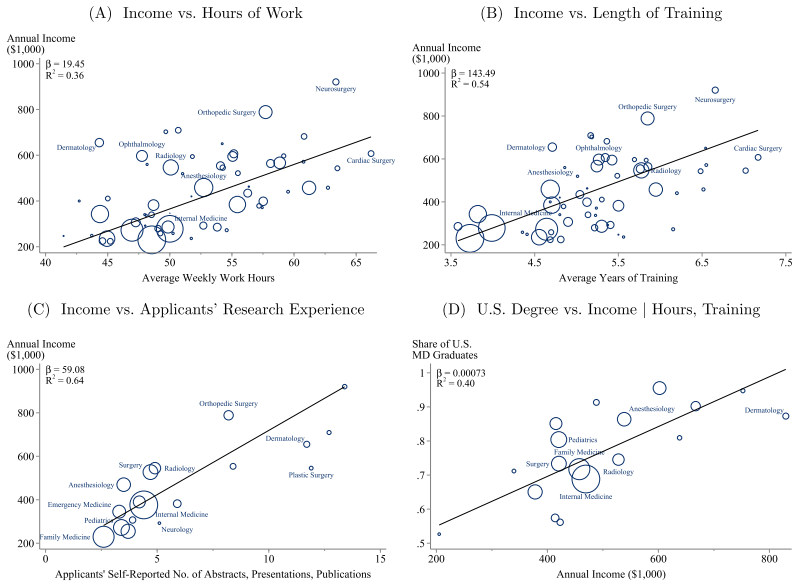 (A) Income vs. Hours of Work
Annual Income
($1,000)
β = 19.45
R² = 0.36
1000
800
600
400
200
40
45
50
55
60
65
Neurosurgery
Orthopedic Surgery
Dermatology
Ophthalmology
Radiology
Cardiac Surgery
Anesthesiology
Internal Medicine
Average Weekly Work Hours
(B) Income vs. Length of Training
Annual Income
($1,000)
β = 143.49
R² = 0.54
1000
800
600
400
200
3.5
4.5
5.5
6.5
7.5
Neurosurgery
Orthopedic Surgery
Dermatology
Ophthalmology
Cardiac Surgery
Anesthesiology
Radiology
Internal Medicine
Average Years of Training
(C) Income vs. Applicants' Research Experience
Annual Income
($1,000)
β = 59.08
R² = 0.64
1000
800
600
400
200
0
5
10
15
Orthopedic Surgery
Dermatology
Surgery
Radiology
Plastic Surgery
Anesthesiology
Emergency Medicine
Internal Medicine
Pediatrics
Neurology
Family Medicine
Applicants' Self-Reported No. of Abstracts, Presentations, Publications
(D) U.S. Degree vs. Income | Hours, Training
Share of U.S.
MD Graduates
β = 0.00073
R² = 0.40
1
.9
.8
.7
.6
.5
200
400
600
800
Anesthesiology
Dermatology
Pediatrics
Family Medicine
Surgery
Radiology
Internal Medicine
Annual Income ($1,000)